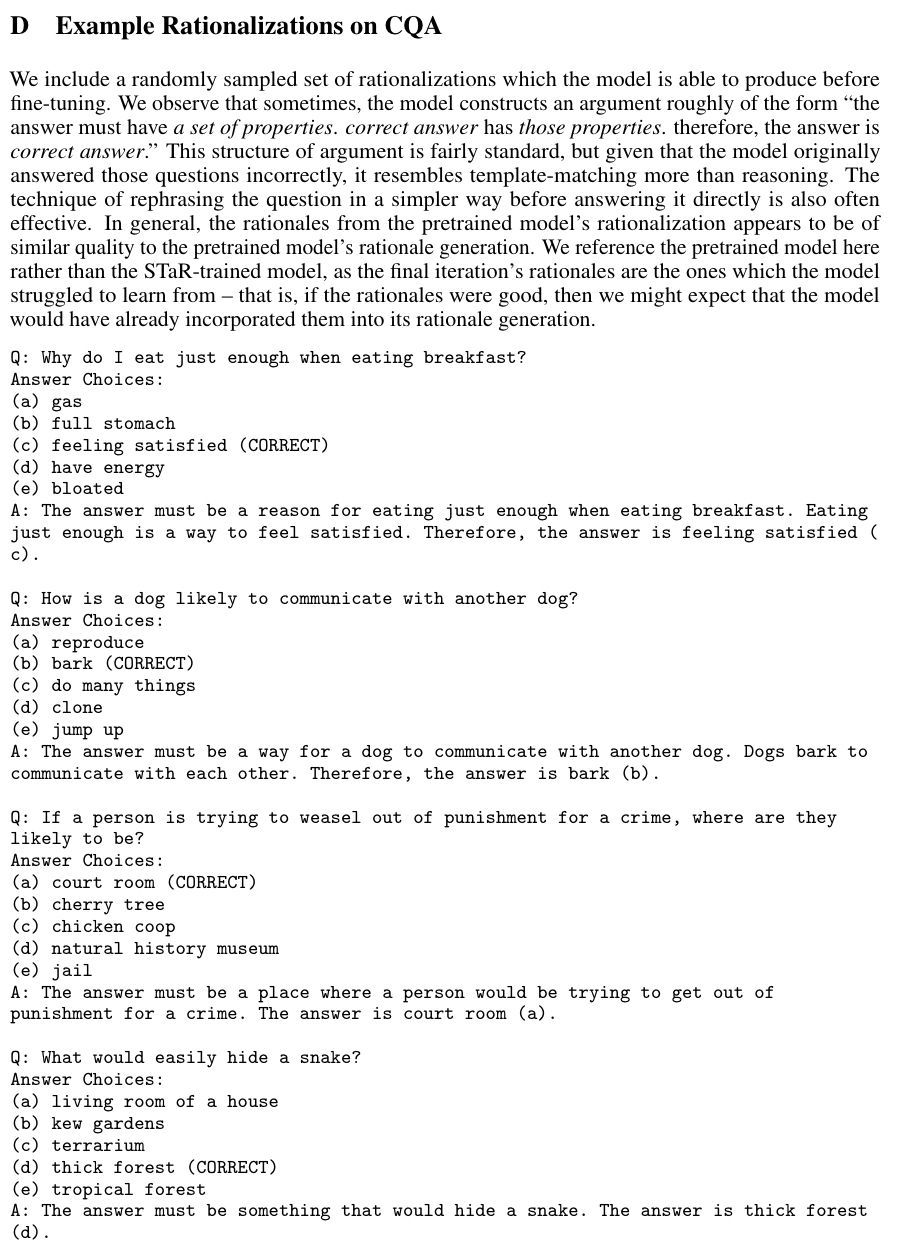 D Example Rationalizations on CQA
We include a randomly sampled set of rationalizations which the model is able to produce before
fine-tuning. We observe that sometimes, the model constructs an argument roughly of the form “the
answer must have a set of properties. correct answer has those properties. therefore, the answer is
correct answer.” This structure of argument is fairly standard, but given that the model originally
answered those questions incorrectly, it resembles template-matching more than reasoning. The
technique of rephrasing the question in a simpler way before answering it directly is also often
effective. In general, the rationales from the pretrained model’s rationalization appears to be of
similar quality to the pretrained model’s rationale generation. We reference the pretrained model here
rather than the STaR-trained model, as the final iteration’s rationales are the ones which the model
struggled to learn from – that is, if the rationales were good, then we might expect that the model
would have already incorporated them into its rationale generation.
Q: Why do I eat just enough when eating breakfast?
Answer Choices:
(a) gas
(b) full stomach
(c) feeling satisfied (CORRECT)
(d) have energy
(e) bloated
A: The answer must be a reason for eating just enough when eating breakfast. Eating
just enough is a way to feel satisfied. Therefore, the answer is feeling satisfied (
c).
Q: How is a dog likely to communicate with another dog?
Answer Choices:
(a) reproduce
(b) bark (CORRECT)
(c) do many things
(d) clone
(e) jump up
A: The answer must be a way for a dog to communicate with another dog. Dogs bark to
communicate with each other. Therefore, the answer is bark (b).
Q: If a person is trying to weasel out of punishment for a crime, where are they
likely to be?
Answer Choices:
(a) court room (CORRECT)
(b) cherry tree
(c) chicken coop
(d) natural history museum
(e) jail
A: The answer must be a place where a person would be trying to get out of
punishment for a crime. The answer is court room (a).
Q: What would easily hide a snake?
Answer Choices:
(a) living room of a house
(b) kew gardens
(c) terrarium
(d) thick forest (CORRECT)
(e) tropical forest
A: The answer must be something that would hide a snake. The answer is thick forest
(d).